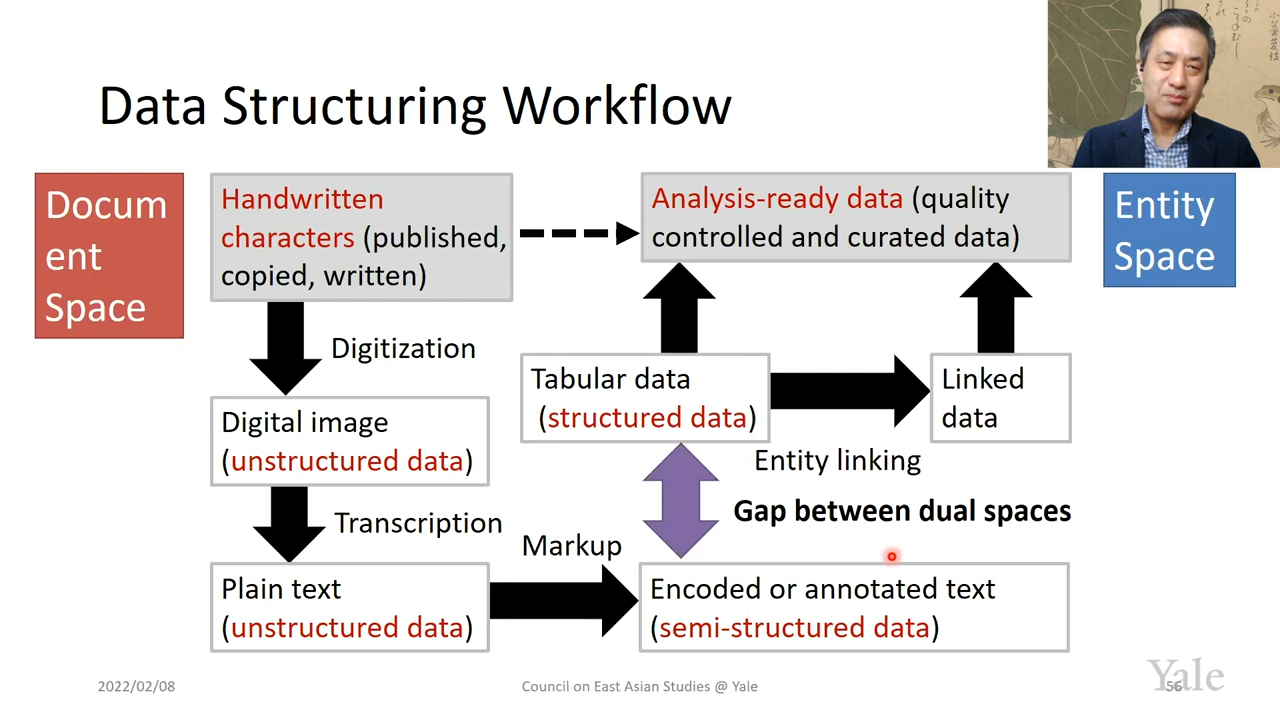 Data Structuring Workflow
Docum
ent
Space
Handwritten
characters (published,
copied, written)
Analysis-ready data (quality
controlled and curated data)
Entity
Space
Digitization
Digital image
(unstructured data)
Tabular data
(structured data)
Linked
data
Entity linking
Gap between dual spaces
Transcription
Markup
Plain text
(unstructured data)
Encoded or annotated text
(semi-structured data)
2022/02/08
Council on East Asian Studies @ Yale
56
Yale